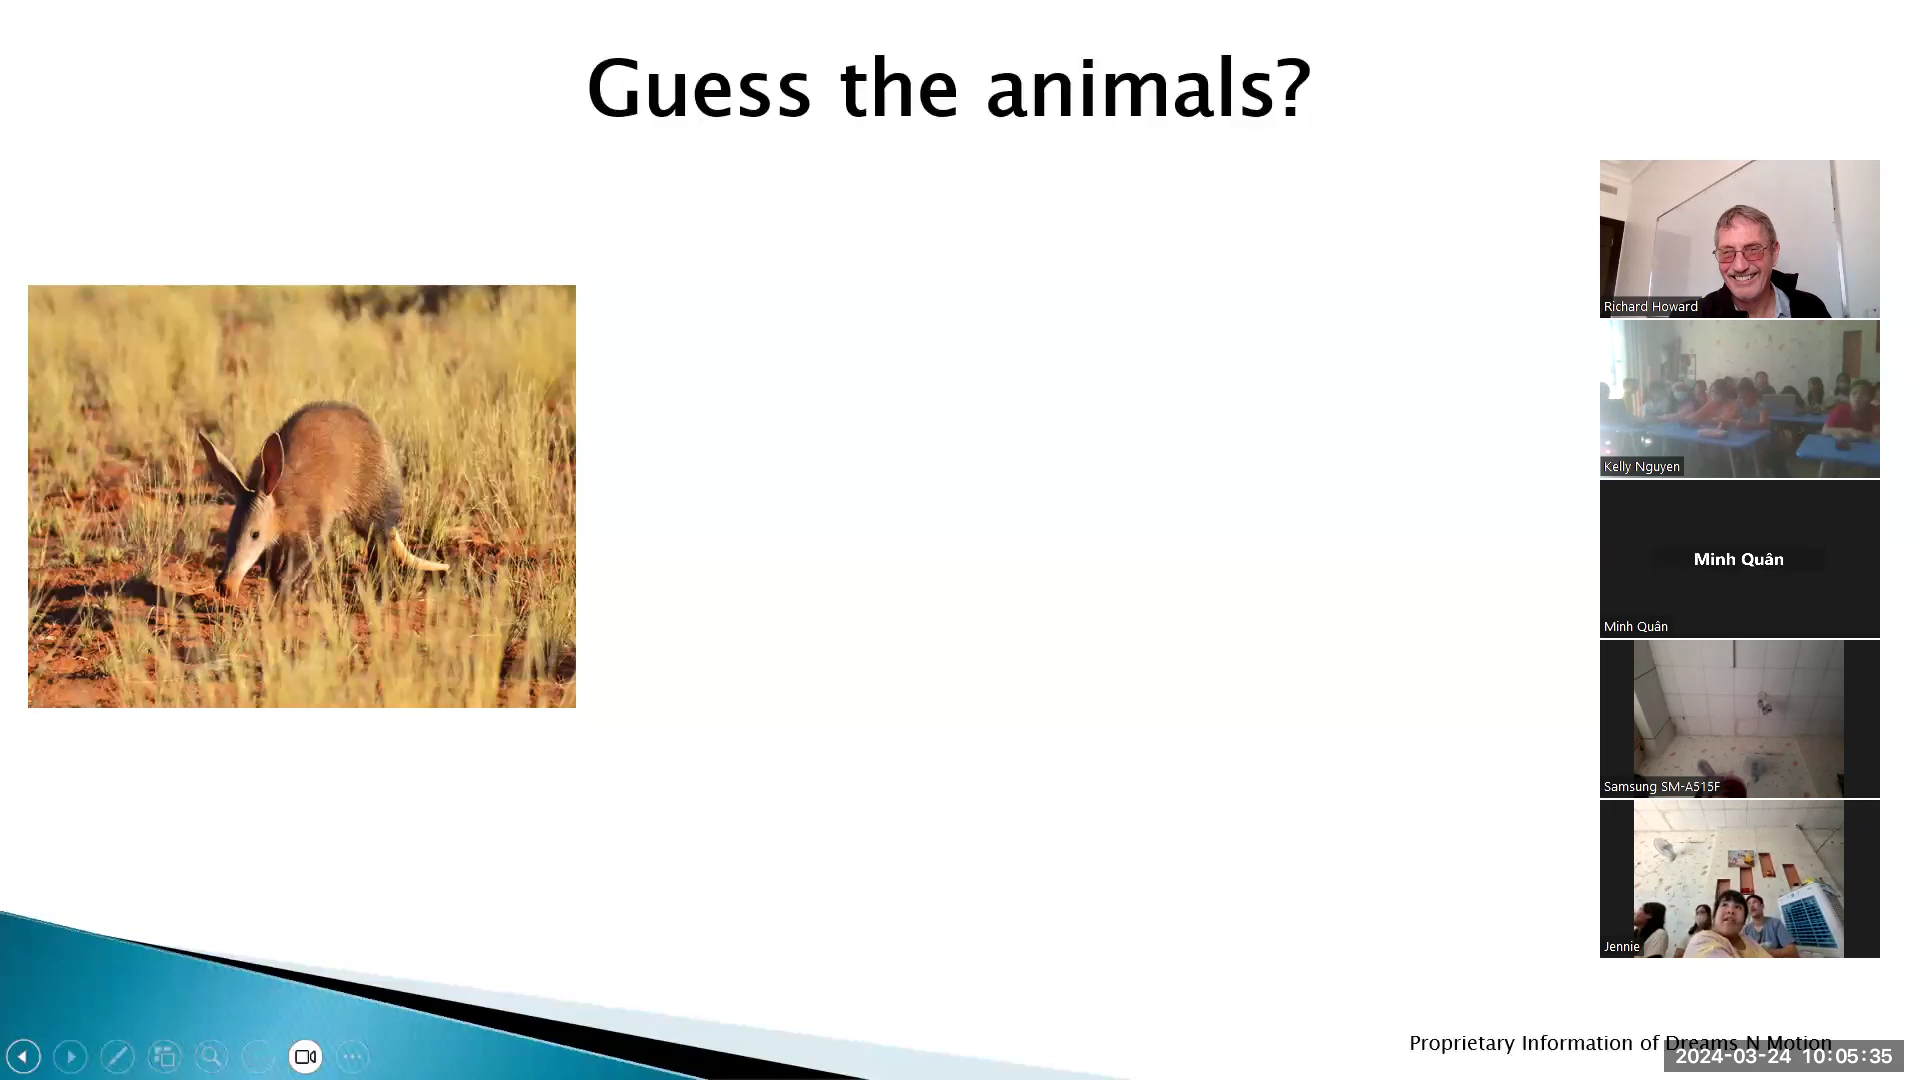 Guess the animals?
Richard Howard
Kelly Nguyen
Minh Quân
Minh Quân
Samsung SM-A515F
Jennie
Proprietary Information of Dreams N Motion
2024-03-24 10:05:35